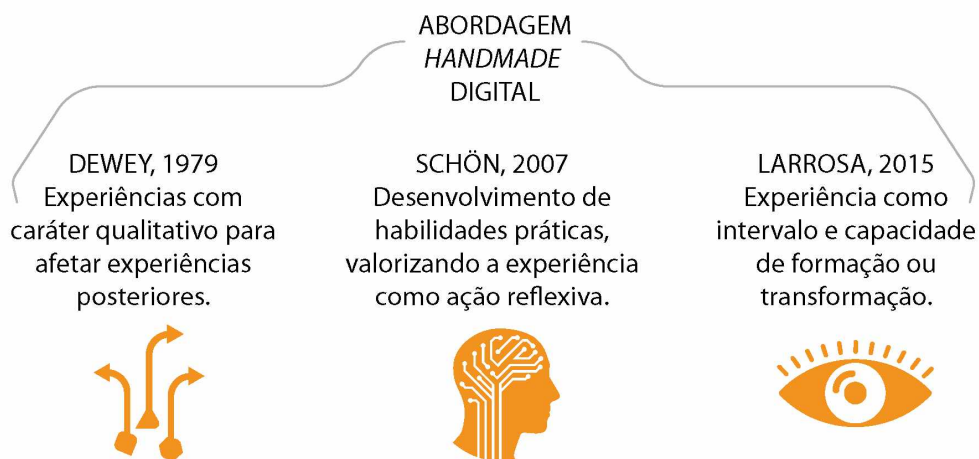 ABORDAGEM
HANDMADE
DIGITAL
DEWEY, 1979
Experiências com
caráter qualitativo para
afetar experiências
posteriores.
SCHÖN, 2007
Desenvolvimento de
habilidades práticas,
valorizando a experiência
como ação reflexiva.
LARROSA, 2015
Experiência como
intervalo e capacidade
de formação ou
transformação.